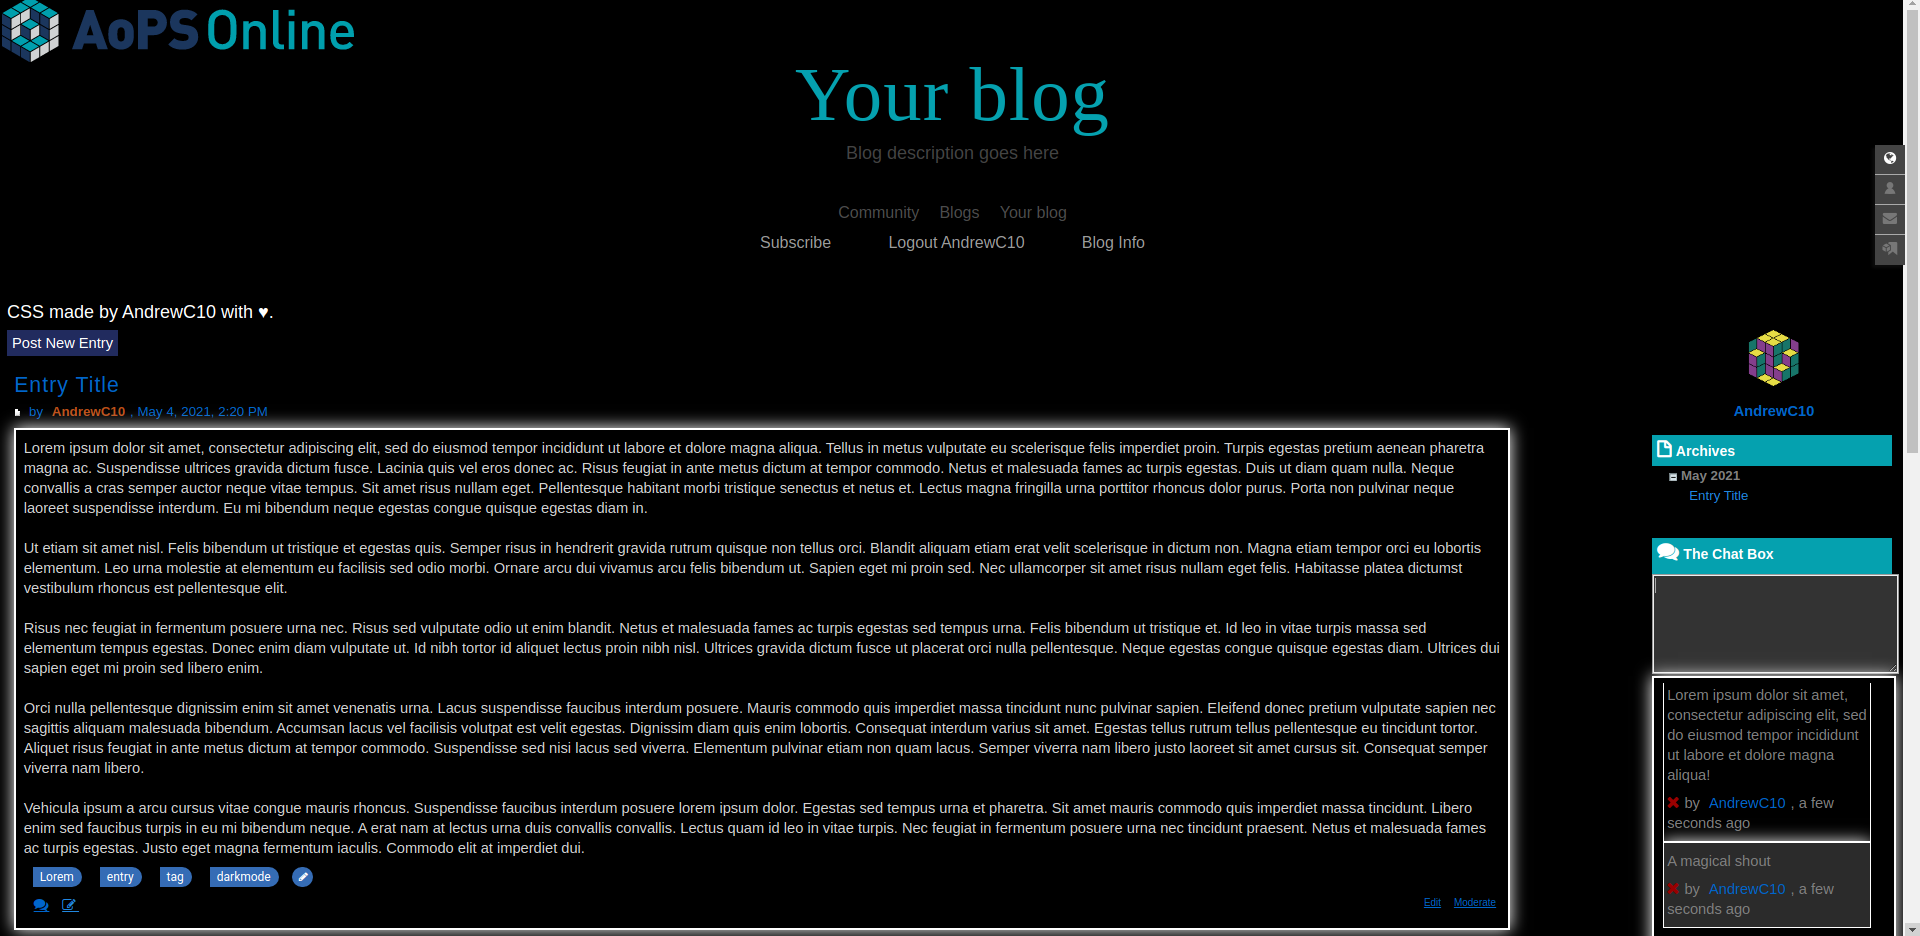 AoPS Online
Your blog
Blog description goes here
Community Blogs Your blog
Subscribe Logout AndrewC10 Blog Info
CSS made by AndrewC10 with ♥.
Post New Entry
Entry Title
by AndrewC10 , May 4, 2021, 2:20 PM
Lorem ipsum dolor sit amet, consectetur adipiscing elit, sed do eiusmod tempor incididunt ut labore et dolore magna aliqua. Tellus in metus vulputate eu scelerisque felis imperdiet proin. Turpis egestas pretium aenean pharetra
magna ac. Suspendisse ultrices gravida dictum fusce. Lacinia quis vel eros donec ac. Risus feugiat in ante metus dictum at tempor commodo. Netus et malesuada fames ac turpis egestas. Duis ut diam quam nulla. Neque
convallis a cras semper auctor neque vitae tempus. Sit amet risus nullam eget. Pellentesque habitant morbi tristique senectus et netus et. Lectus magna fringilla urna porttitor rhoncus dolor purus. Porta non pulvinar neque
laoreet suspendisse interdum. Eu mi bibendum neque egestas congue quisque egestas diam in.
Ut etiam sit amet nisl. Felis bibendum ut tristique et egestas quis. Semper risus in hendrerit gravida rutrum quisque non tellus orci. Blandit aliquam etiam erat velit scelerisque in dictum non. Magna etiam tempor orci eu lobortis
elementum. Leo urna molestie at elementum eu facilisis sed odio morbi. Ornare arcu dui vivamus arcu felis bibendum ut. Sapien eget mi proin sed. Nec ullamcorper sit amet risus nullam eget felis. Habitasse platea dictumst
vestibulum rhoncus est pellentesque elit.
Risus nec feugiat in fermentum posuere urna nec. Risus sed vulputate odio ut enim blandit. Netus et malesuada fames ac turpis egestas sed tempus urna. Felis bibendum ut tristique et. Id leo in vitae turpis massa sed
elementum tempus egestas. Donec enim diam vulputate ut. Id nibh tortor id aliquet lectus proin nibh nisl. Ultrices gravida dictum fusce ut placerat orci nulla pellentesque. Neque egestas congue quisque egestas diam. Ultrices dui
sapien eget mi proin sed libero enim.
Orci nulla pellentesque dignissim enim sit amet venenatis urna. Lacus suspendisse faucibus interdum posuere. Mauris commodo quis imperdiet massa tincidunt nunc pulvinar sapien. Eleifend donec pretium vulputate sapien nec
sagittis aliquam malesuada bibendum. Accumsan lacus vel facilisis volutpat est velit egestas. Dignissim diam quis enim lobortis. Consequat interdum varius sit amet. Egestas tellus rutrum tellus pellentesque eu tincidunt tortor.
Aliquet risus feugiat in ante metus dictum at tempor commodo. Suspendisse sed nisi lacus sed viverra. Elementum pulvinar etiam non quam lacus. Semper viverra nam libero justo laoreet sit amet cursus sit. Consequat semper
viverra nam libero.
Vehicula ipsum a arcu cursus vitae congue mauris rhoncus. Suspendisse faucibus interdum posuere lorem ipsum dolor. Egestas sed tempus urna et pharetra. Sit amet mauris commodo quis imperdiet massa tincidunt. Libero
enim sed faucibus turpis in eu mi bibendum neque. A erat nam at lectus urna duis convallis convallis. Lectus quam id leo in vitae turpis. Nec feugiat in fermentum posuere urna nec tincidunt praesent. Netus et malesuada fames
ac turpis egestas. Justo eget magna fermentum iaculis. Commodo elit at imperdiet dui.
Lorem entry tag darkmode
Edit Moderate
AndrewC10
Archives
May 2021
Entry Title
The Chat Box
Lorem ipsum dolor sit amet,
consectetur adipiscing elit, sed
do eiusmod tempor incididunt
ut labore et dolore magna
aliqua!
by AndrewC10 , a few
seconds ago
A magical shout
by AndrewC10 , a few
seconds ago